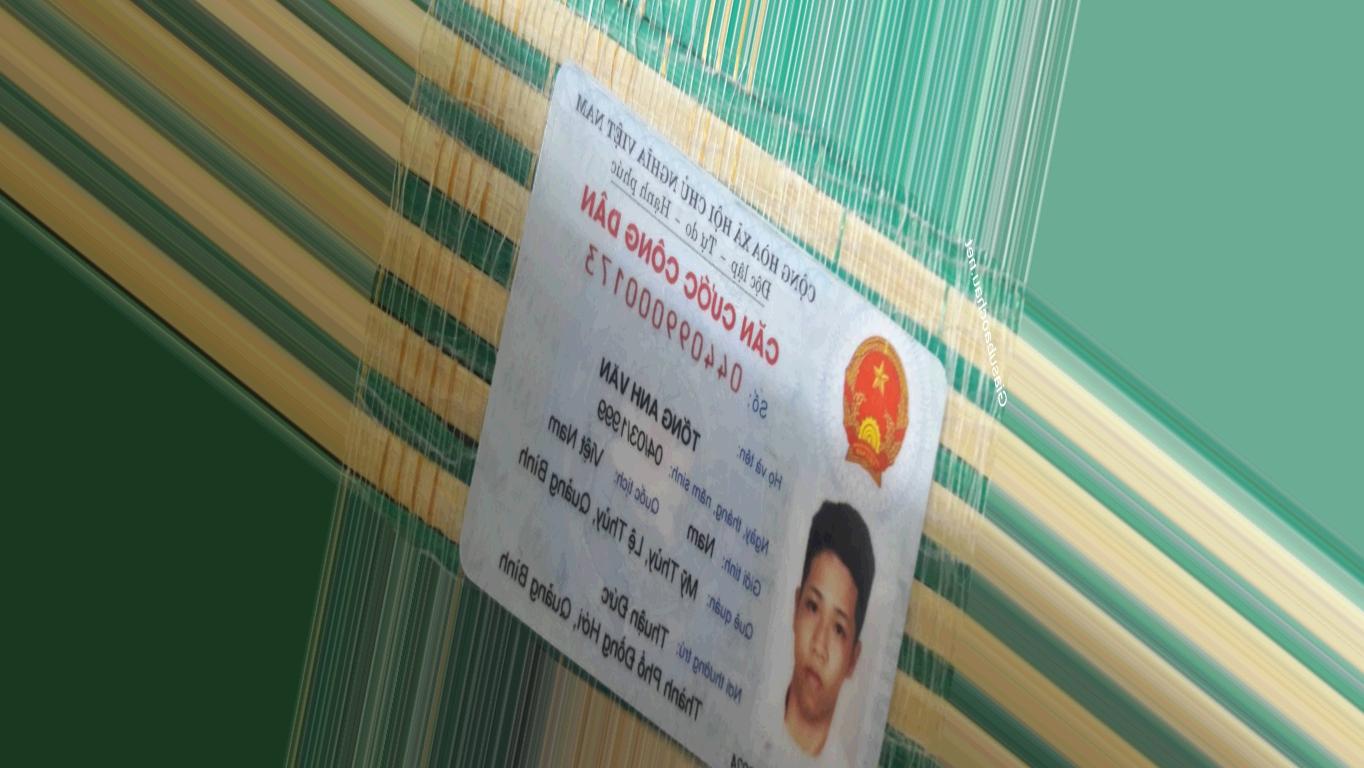 CỘNG HÒA XÃ HỘI CHỦ NGHĨA VIỆT NAM
Độc lập - Tự do - Hạnh phúc
CĂN CƯỚC CÔNG DÂN
Số: 044099000173
Họ và tên:
TỐNG ANH VĂN
Ngày, tháng, năm sinh: 04/03/1999
Giới tính: Nam Quốc tịch: Việt Nam
Quê quán: Mỹ Thủy, Lệ Thủy, Quảng Bình
Nơi thường trú: Thuận Đức
Thành Phố Đồng Hới, Quảng Bình
Giasubaochau.net